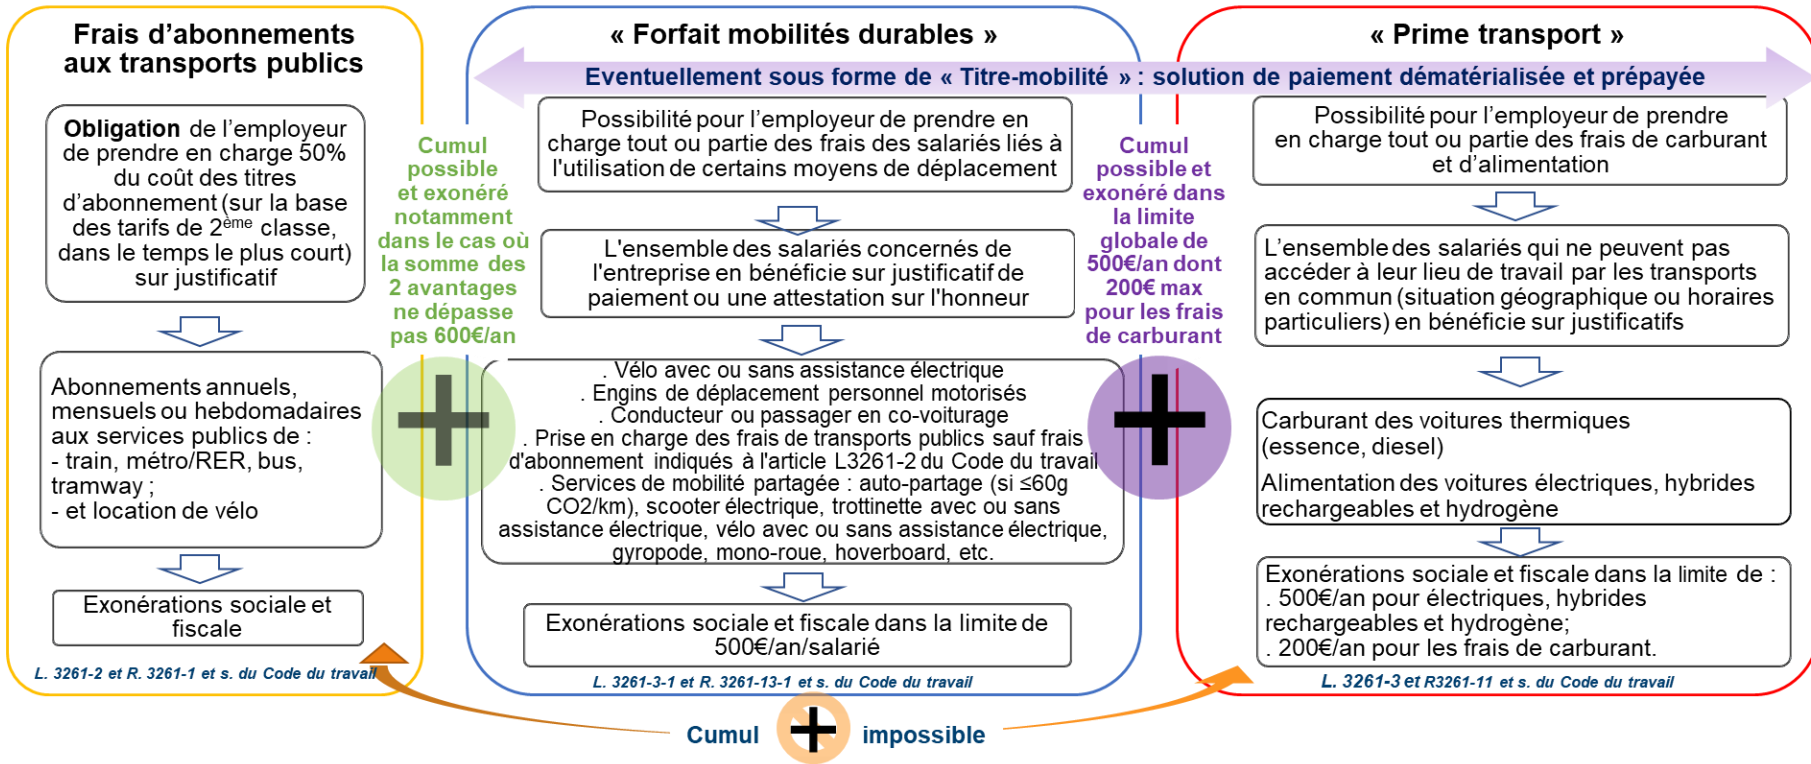 Frais d’abonnements
aux transports publics
Obligation de l’employeur
de prendre en charge 50%
du coût des titres
d’abonnement (sur la base
des tarifs de 2ème classe,
dans le temps le plus court)
sur justificatif
Abonnements annuels,
mensuels ou hebdomadaires
aux services publics de :
- train, métro/RER, bus,
tramway ;
- et location de vélo
Exonérations sociale et
fiscale
L. 3261-2 et R. 3261-1 et s. du Code du travail
Cumul
possible
et exonéré
notamment
dans le cas où
la somme des
2 avantages
ne dépasse
pas 600€/an
« Forfait mobilités durables »
Eventuellement sous forme de « Titre-mobilité » : solution de paiement dématérialisée et prépayée
Possibilité pour l’employeur de prendre en
charge tout ou partie des frais des salariés liés à
l'utilisation de certains moyens de déplacement
L'ensemble des salariés concernés de
l'entreprise en bénéficie sur justificatif de
paiement ou une attestation sur l'honneur
. Vélo avec ou sans assistance électrique
. Engins de déplacement personnel motorisés
. Conducteur ou passager en co-voiturage
. Prise en charge des frais de transports publics sauf frais
d'abonnement indiqués à l'article L3261-2 du Code du travail
. Services de mobilité partagée : auto-partage (si ≤60g
CO2/km), scooter électrique, trottinette avec ou sans
assistance électrique, vélo avec ou sans assistance électrique,
gyropode, mono-roue, hoverboard, etc.
Exonérations sociale et fiscale dans la limite de
500€/an/salarié
L. 3261-3-1 et R. 3261-13-1 et s. du Code du travail
Cumul
possible et
exonéré dans
la limite
globale de
500€/an dont
200€ max
pour les frais
de carburant
« Prime transport »
Possibilité pour l’employeur de prendre
en charge tout ou partie des frais de carburant
et d’alimentation
L’ensemble des salariés qui ne peuvent pas
accéder à leur lieu de travail par les transports
en commun (situation géographique ou horaires
particuliers) en bénéficie sur justificatifs
Carburant des voitures thermiques
(essence, diesel)
Alimentation des voitures électriques, hybrides
rechargeables et hydrogène
Exonérations sociale et fiscale dans la limite de :
. 500€/an pour électriques, hybrides
rechargeables et hydrogène;
. 200€/an pour les frais de carburant.
L. 3261-3 et R3261-11 et s. du Code du travail
Cumul impossible